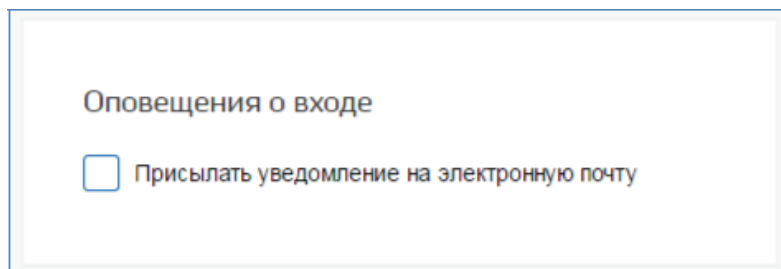 Оповещения о входе
Присылать уведомление на электронную почту